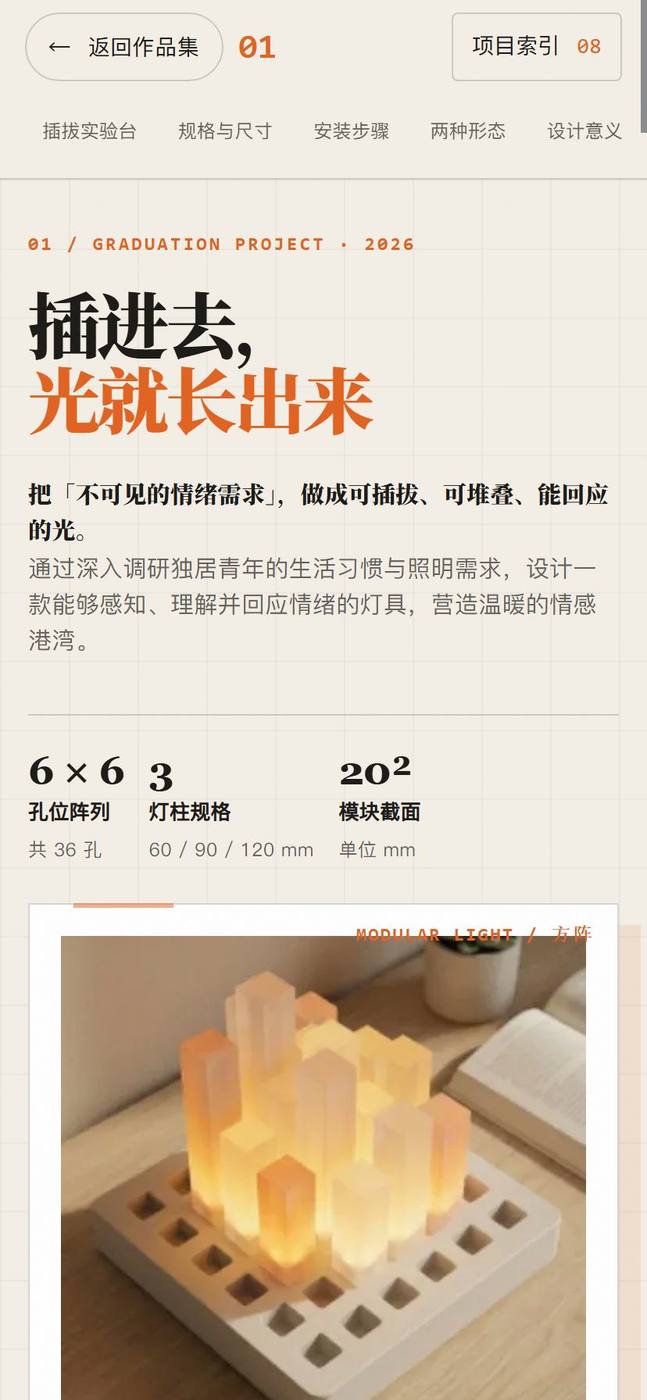 ← 返回作品集 01 项目索引 08
插拔实验台 规格与尺寸 安装步骤 两种形态 设计意义
01 / GRADUATION PROJECT · 2026
插进去，
光就长出来
把「不可见的情绪需求」，做成可插拔、可堆叠、能回应
的光。
通过深入调研独居青年的生活习惯与照明需求，设计一
款能够感知、理解并回应情绪的灯具，营造温暖的情感
港湾。
6 × 6 3 20²
孔位阵列 灯柱规格 模块截面
共 36 孔 60 / 90 / 120 mm 单位 mm
MODULAR LIGHT / 方阵